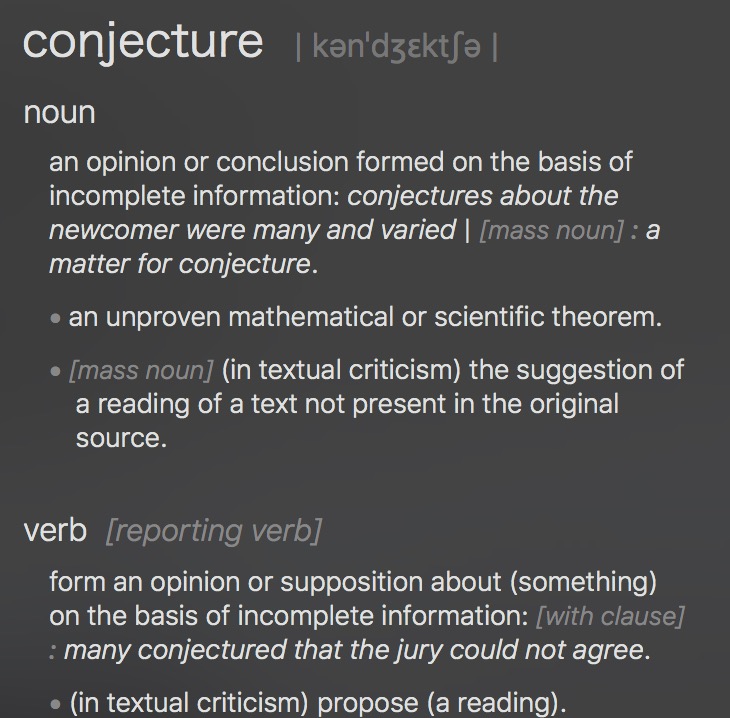 conjecture | kənˈdʒɛktʃə |
noun
an opinion or conclusion formed on the basis of
incomplete information: conjectures about the
newcomer were many and varied | [mass noun] : a
matter for conjecture.
• an unproven mathematical or scientific theorem.
• [mass noun] (in textual criticism) the suggestion of
a reading of a text not present in the original
source.
verb [reporting verb]
form an opinion or supposition about (something)
on the basis of incomplete information: [with clause]
: many conjectured that the jury could not agree.
• (in textual criticism) propose (a reading).